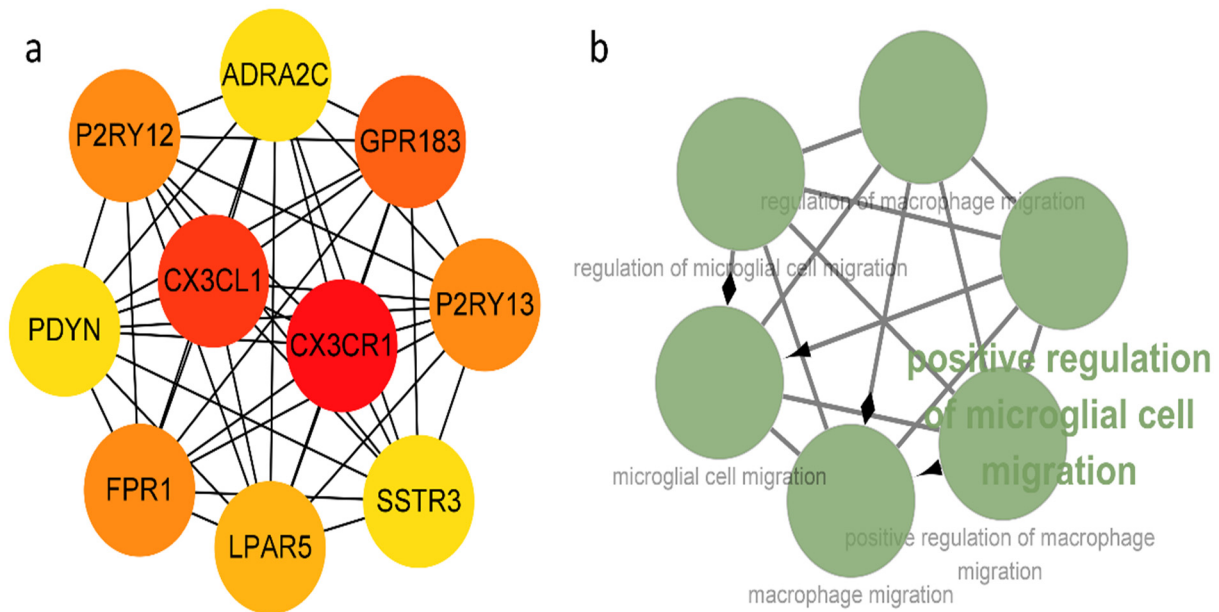 a
ADRA2C
P2RY12
GPR183
CX3CL1
P2RY13
PDYN
CX3CR1
FPR1
SSTR3
LPAR5
b
regulation of macrophage migration
regulation of microglial cell migration
positive regulation
of microglial cell
migration
microglial cell migration
positive regulation of macrophage
migration
macrophage migration